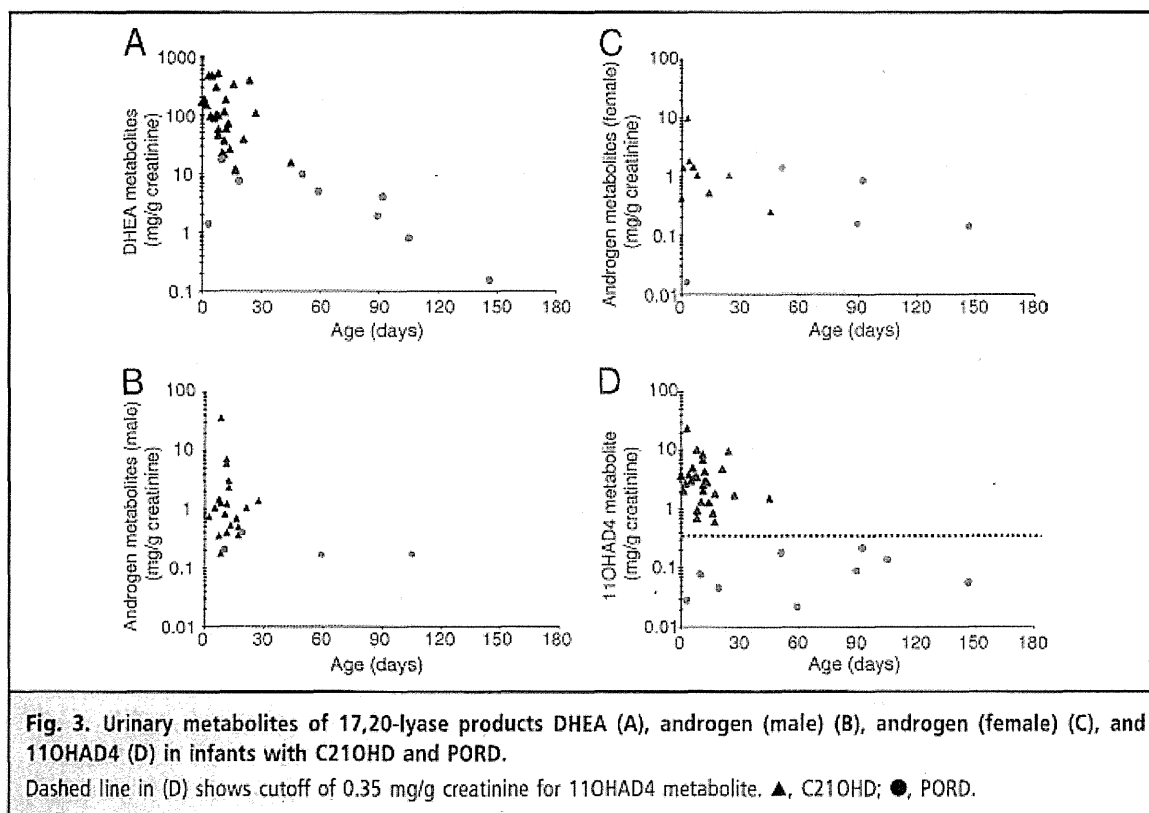 A
1000
100
10
1
0.1
DHEA metabolites
(mg/g creatinine)
0 30 60 90 120 150 180
Age (days)
C
100
10
1
0.1
0.01
Androgen metabolites (female)
(mg/g creatinine)
0 30 60 90 120 150 180
Age (days)
B
100
10
1
0.1
0.01
Androgen metabolites (male)
(mg/g creatinine)
0 30 60 90 120 150 180
Age (days)
D
100
10
1
0.1
0.01
11OHAD4 metabolite
(mg/g creatinine)
0 30 60 90 120 150 180
Age (days)
Fig. 3. Urinary metabolites of 17,20-lyase products DHEA (A), androgen (male) (B), androgen (female) (C), and
11OHAD4 (D) in infants with C21OHD and PORD.
Dashed line in (D) shows cutoff of 0.35 mg/g creatinine for 11OHAD4 metabolite. ▲, C21OHD; ●, PORD.